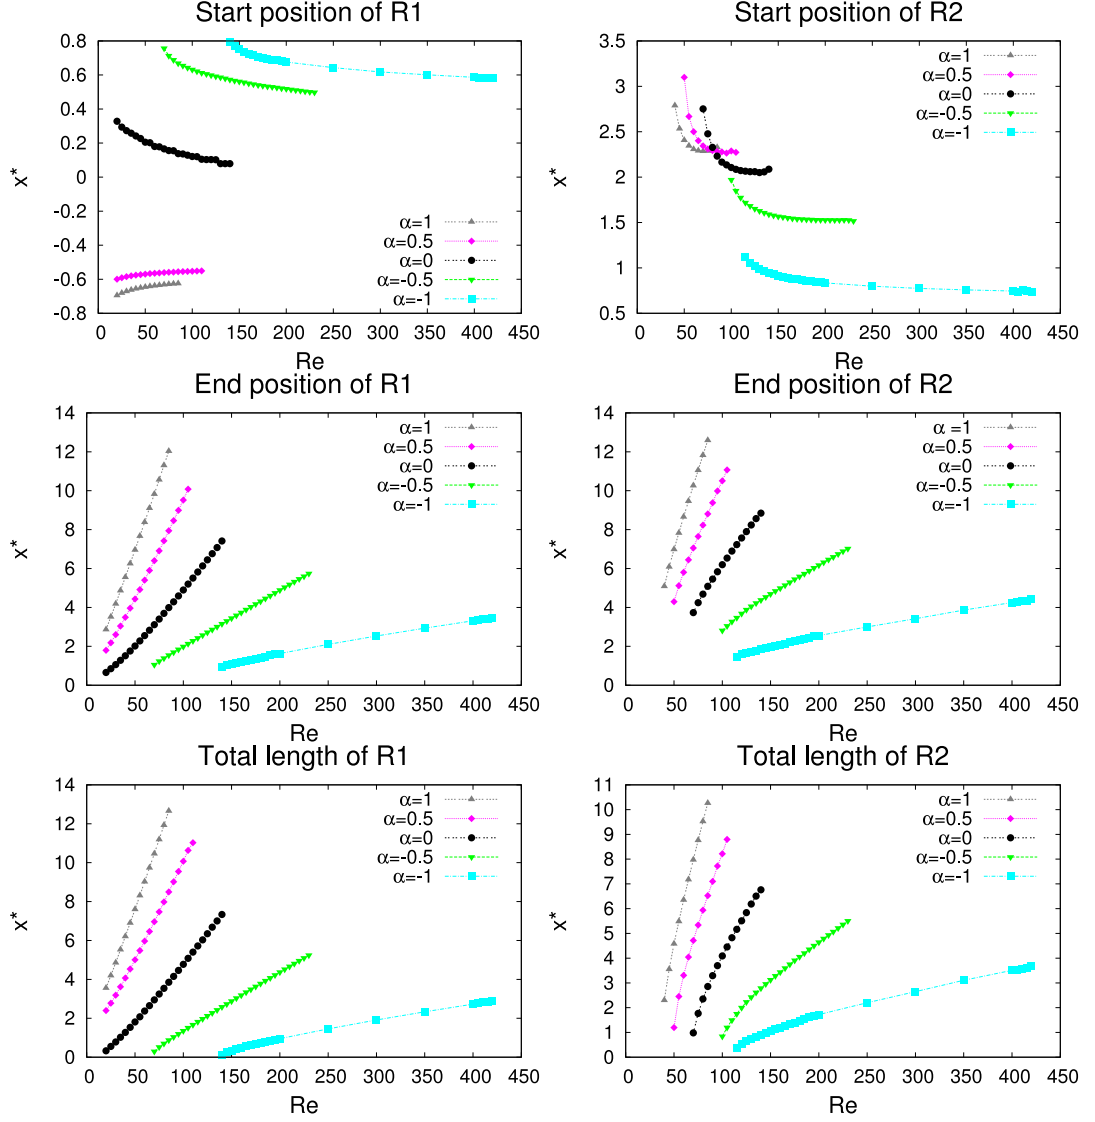 Start position of R1
0.8
0.6
0.4
0.2
0
-0.2
-0.4
-0.6
-0.8
x*
α=1
α=0.5
α=0
α=-0.5
α=-1
0 50 100 150 200 250 300 350 400 450
Re
Start position of R2
3.5
3
2.5
2
1.5
1
0.5
x*
α=1
α=0.5
α=0
α=-0.5
α=-1
0 50 100 150 200 250 300 350 400 450
Re
End position of R1
14
12
10
8
6
4
2
0
x*
α=1
α=0.5
α=0
α=-0.5
α=-1
0 50 100 150 200 250 300 350 400 450
Re
End position of R2
14
12
10
8
6
4
2
0
x*
α =1
α=0.5
α=0
α=-0.5
α=-1
0 50 100 150 200 250 300 350 400 450
Re
Total length of R1
14
12
10
8
6
4
2
0
x*
α=1
α=0.5
α=0
α=-0.5
α=-1
0 50 100 150 200 250 300 350 400 450
Re
Total length of R2
11
10
9
8
7
6
5
4
3
2
1
0
x*
α=1
α=0.5
α=0
α=-0.5
α=-1
0 50 100 150 200 250 300 350 400 450
Re